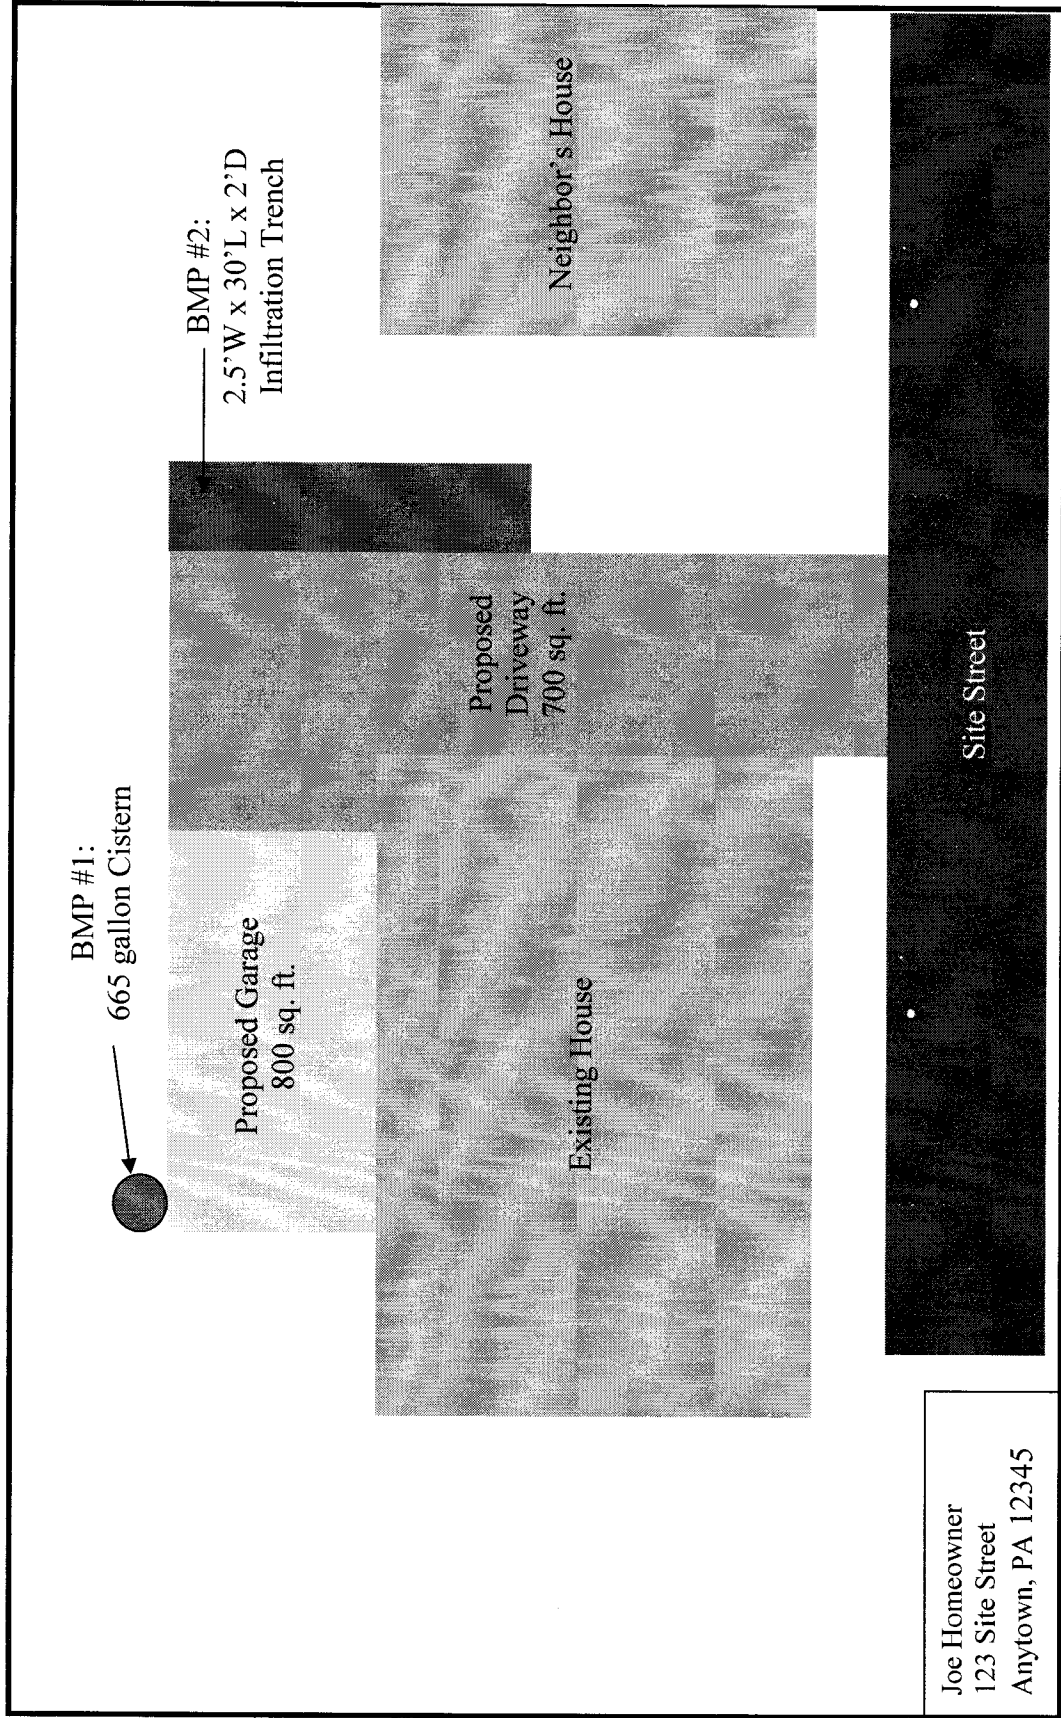 BMP #1:
665 gallon Cistern
BMP #2:
2.5’W x 30’L x 2’D
Infiltration Trench
Proposed Garage
800 sq. ft.
Proposed
Driveway
700 sq. ft.
Existing House
Neighbor’s House
Site Street
Joe Homeowner
123 Site Street
Anytown, PA 12345